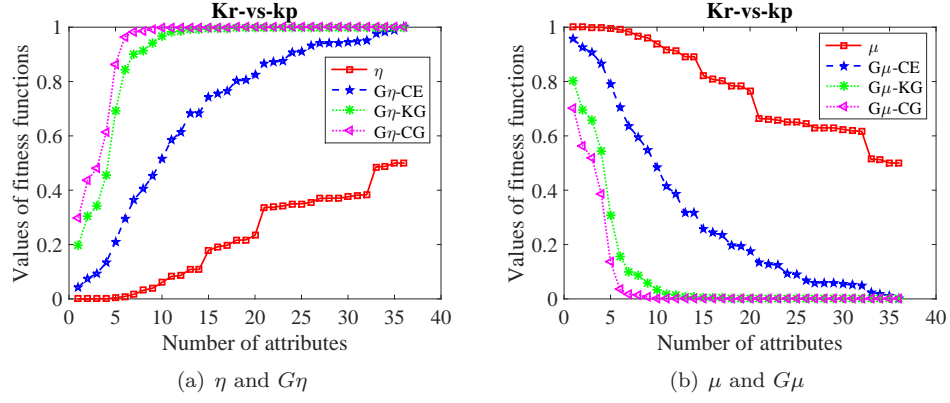 Kr-vs-kp
Values of fitness functions
1
0.8
0.6
0.4
0.2
0
0 5 10 15 20 25 30 35 40
Number of attributes
η
Gη-CE
Gη-KG
Gη-CG
(a) η and Gη
Kr-vs-kp
Values of fitness functions
1
0.8
0.6
0.4
0.2
0
0 5 10 15 20 25 30 35 40
Number of attributes
μ
Gμ-CE
Gμ-KG
Gμ-CG
(b) μ and Gμ